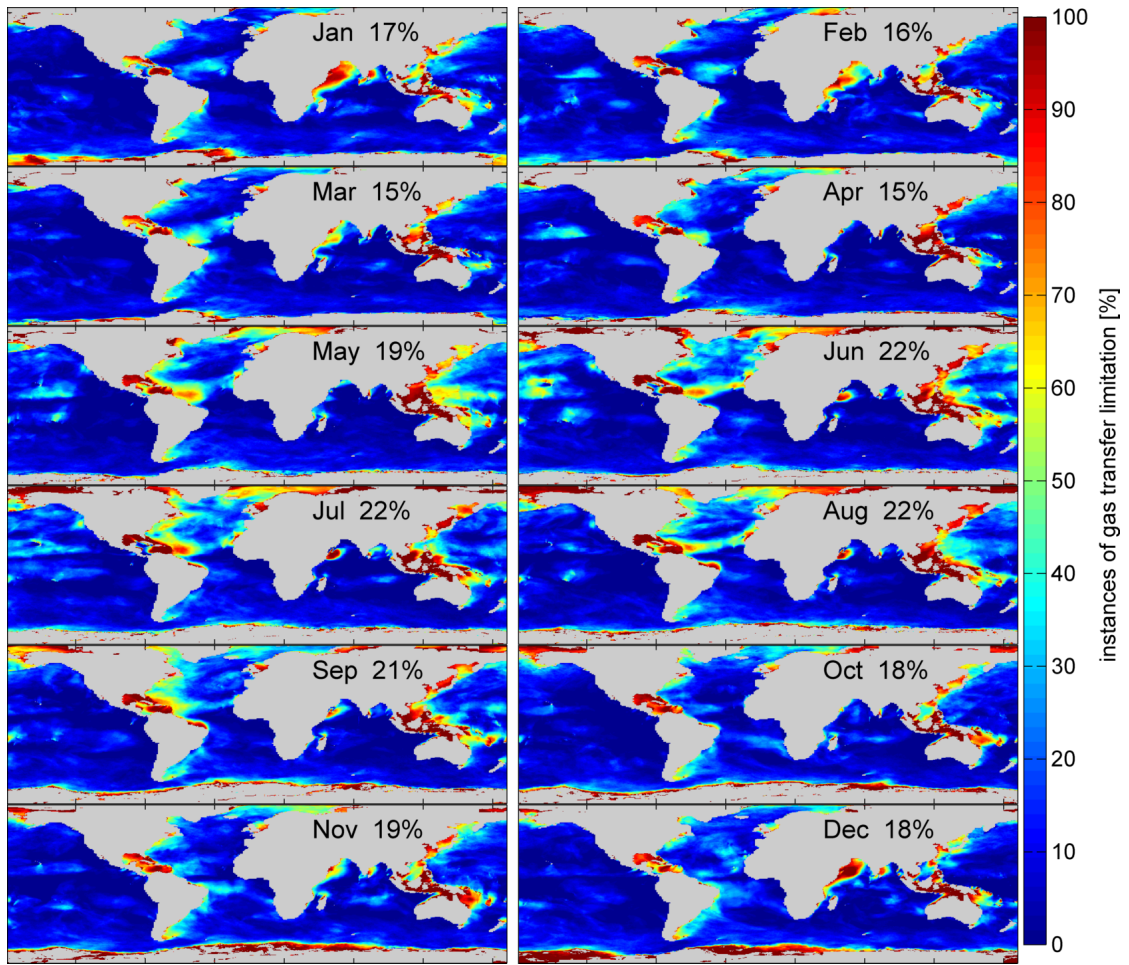 Jan 17%
Feb 16%
Mar 15%
Apr 15%
May 19%
Jun 22%
Jul 22%
Aug 22%
Sep 21%
Oct 18%
Nov 19%
Dec 18%
100
90
80
70
60
50
40
30
20
10
0
instances of gas transfer limitation [%]